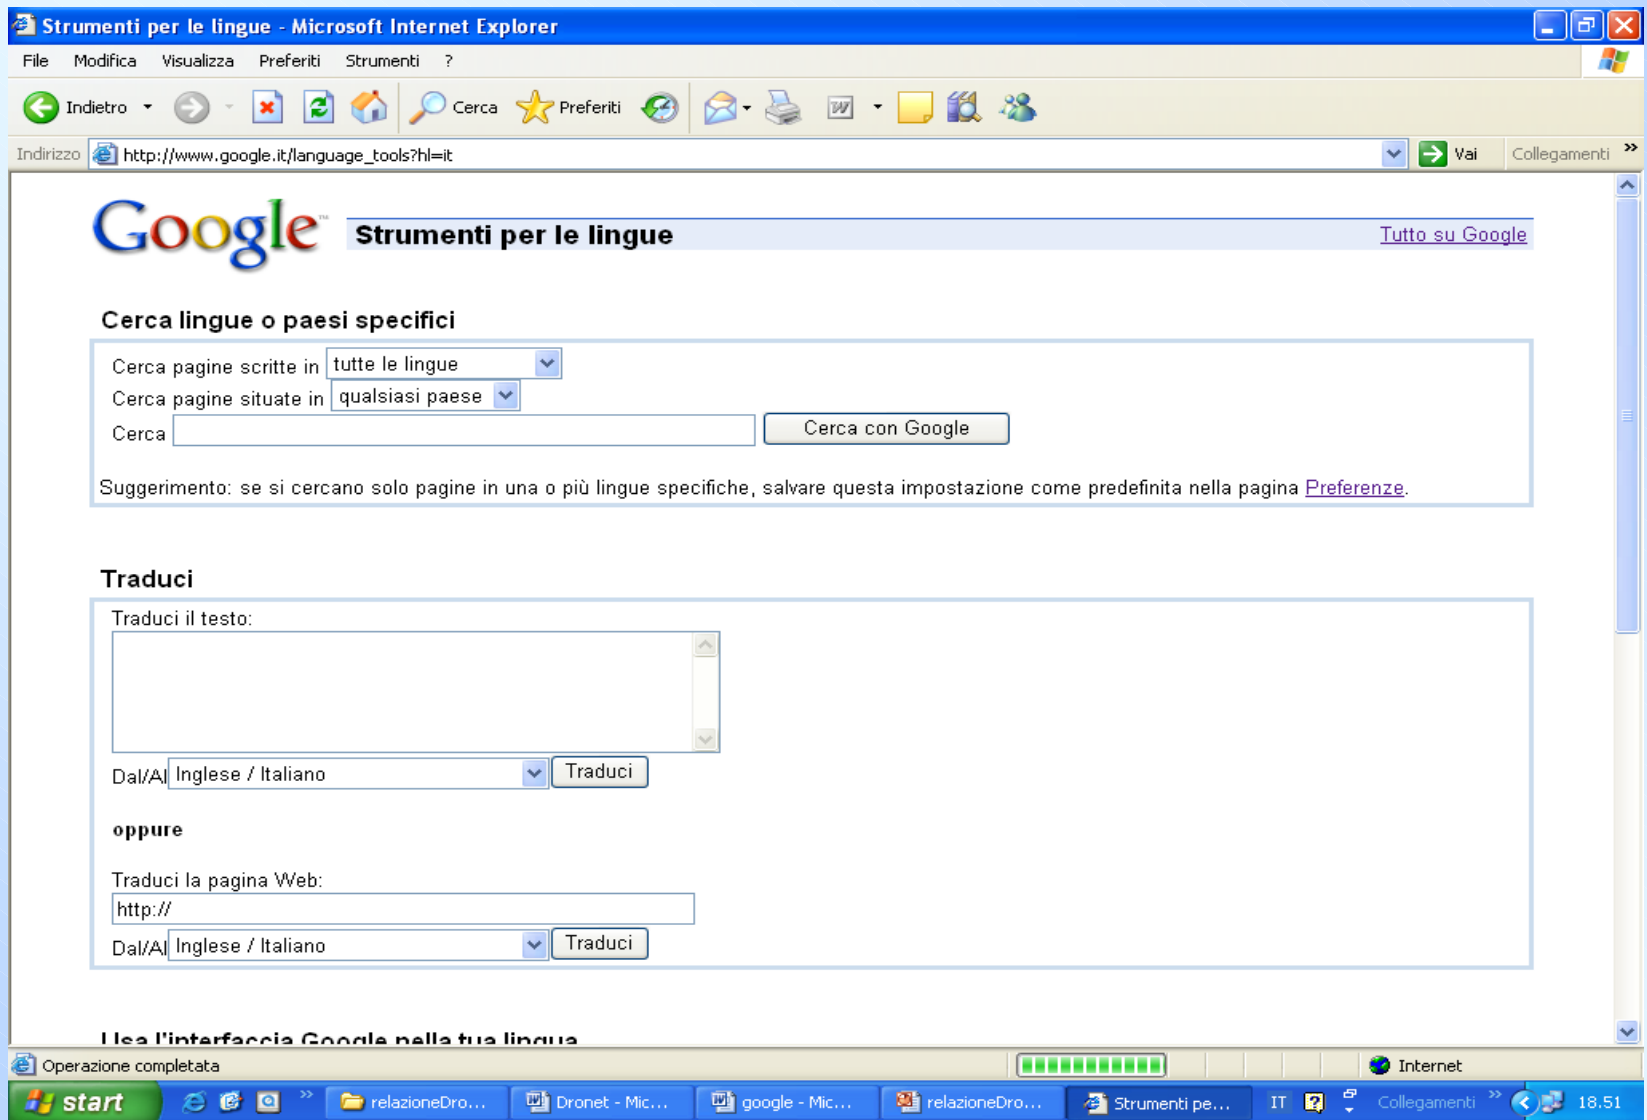 Strumenti per le lingue - Microsoft Internet Explorer
File Modifica Visualizza Preferiti Strumenti ?
Indietro Cerca Preferiti
Indirizzo http://www.google.it/language_tools?hl=it Vai Collegamenti »
Google™ Strumenti per le lingue Tutto su Google
Cerca lingue o paesi specifici
Cerca pagine scritte in tutte le lingue
Cerca pagine situate in qualsiasi paese
Cerca Cerca con Google
Suggerimento: se si cercano solo pagine in una o più lingue specifiche, salvare questa impostazione come predefinita nella pagina Preferenze.
Traduci
Traduci il testo:
Dal/Al Inglese / Italiano Traduci
oppure
Traduci la pagina Web:
http://
Dal/Al Inglese / Italiano Traduci
Usa l'interfaccia Google nella tua lingua
Operazione completata Internet
start » relazioneDro... Dronet - Mic... google - Mic... relazioneDro... Strumenti pe... IT Collegamenti » 18.51